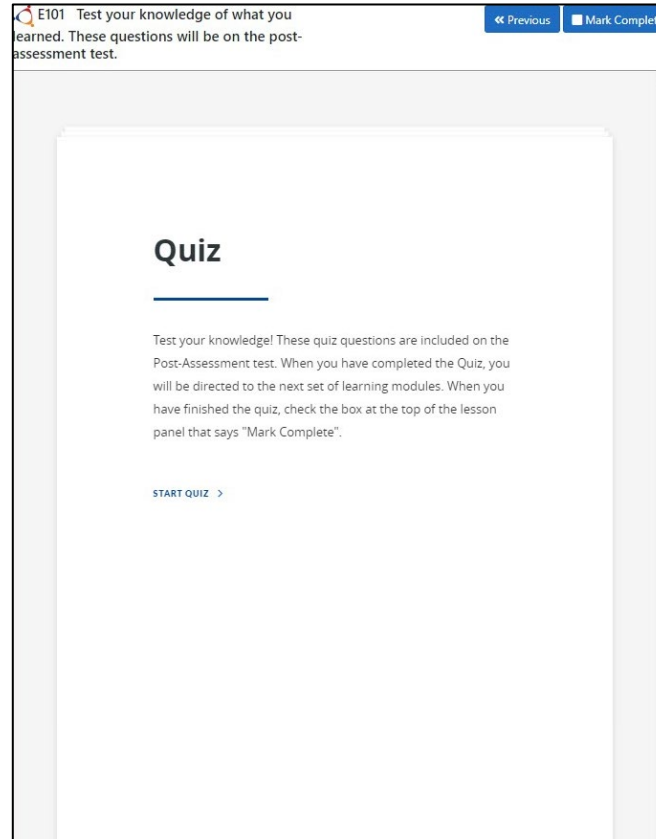 E101 Test your knowledge of what you
learned. These questions will be on the post-
assessment test.
Previous
Mark Complet
Quiz
Test your knowledge! These quiz questions are included on the
Post-Assessment test. When you have completed the Quiz, you
will be directed to the next set of learning modules. When you
have finished the quiz, check the box at the top of the lesson
panel that says "Mark Complete".
START QUIZ